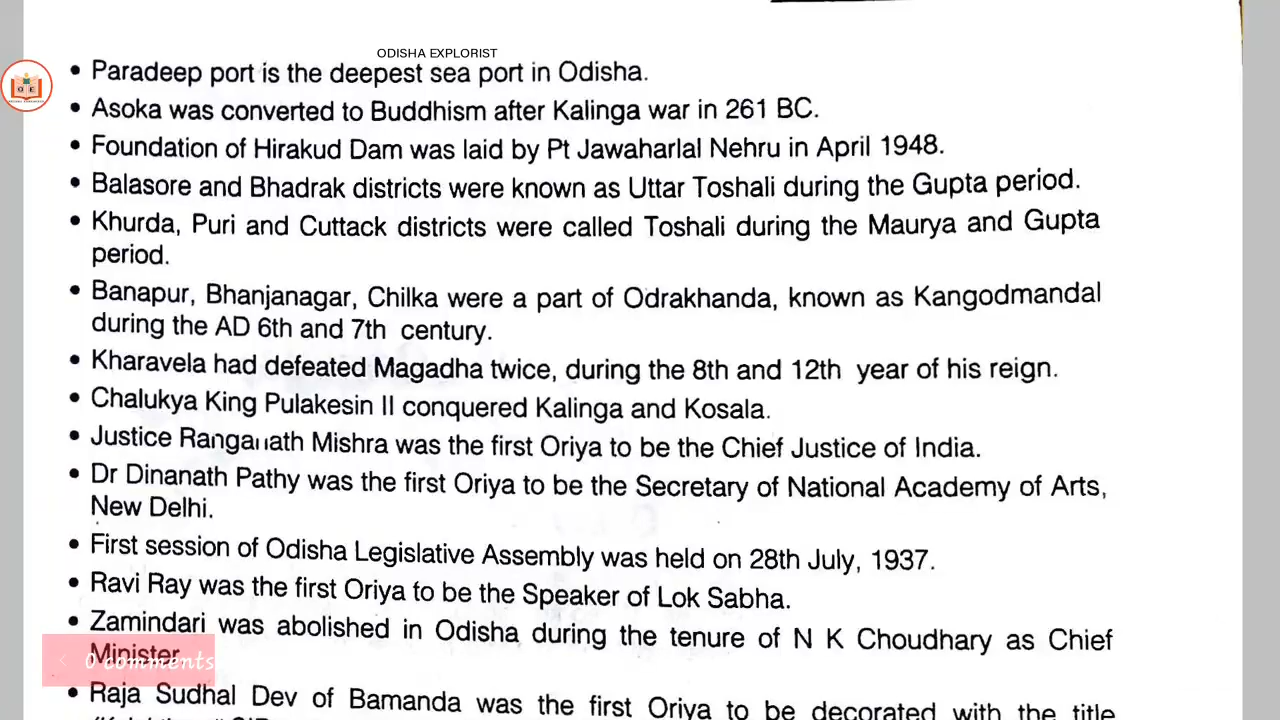 ODISHA EXPLORIST
• Paradeep port is the deepest sea port in Odisha.
• Asoka was converted to Buddhism after Kalinga war in 261 BC.
• Foundation of Hirakud Dam was laid by Pt Jawaharlal Nehru in April 1948.
• Balasore and Bhadrak districts were known as Uttar Toshali during the Gupta period.
• Khurda, Puri and Cuttack districts were called Toshali during the Maurya and Gupta
period.
• Banapur, Bhanjanagar, Chilka were a part of Odrakhanda, known as Kangodmandal
during the AD 6th and 7th century.
• Kharavela had defeated Magadha twice, during the 8th and 12th year of his reign.
• Chalukya King Pulakesin II conquered Kalinga and Kosala.
• Justice Ranganath Mishra was the first Oriya to be the Chief Justice of India.
• Dr Dinanath Pathy was the first Oriya to be the Secretary of National Academy of Arts,
New Delhi.
• First session of Odisha Legislative Assembly was held on 28th July, 1937.
• Ravi Ray was the first Oriya to be the Speaker of Lok Sabha.
• Zamindari was abolished in Odisha during the tenure of N K Choudhary as Chief
Minister.
0 comments
• Raja Sudhal Dev of Bamanda was the first Oriya to be decorated with the title